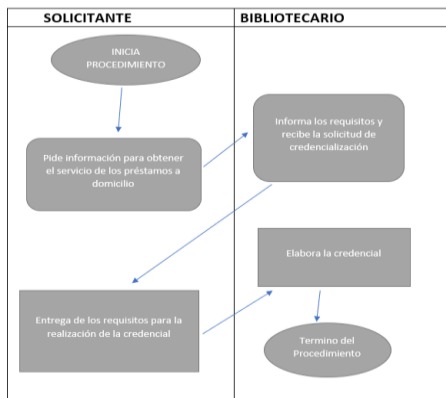 SOLICITANTE
BIBLIOTECARIO
INICIA
PROCEDIMIENTO
Pide información para obtener
el servicio de los préstamos a
domicilio
Informa los requisitos y
recibe la solicitud de
credencialización
Entrega de los requisitos para la
realización de la credencial
Elabora la credencial
Termino del
Procedimiento